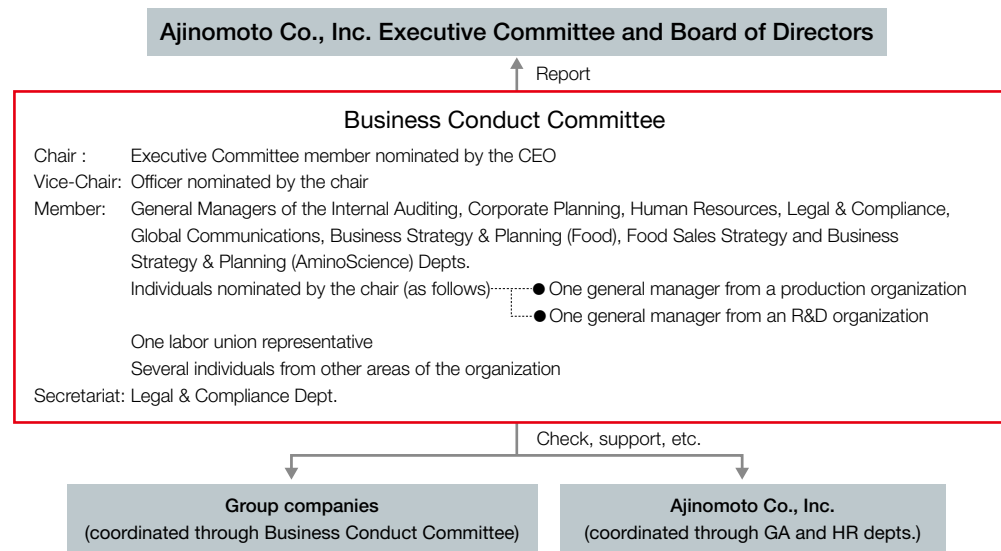 Ajinomoto Co., Inc. Executive Committee and Board of Directors
Report
Business Conduct Committee
Chair : Executive Committee member nominated by the CEO
Vice-Chair: Officer nominated by the chair
Member: General Managers of the Internal Auditing, Corporate Planning, Human Resources, Legal & Compliance,
Global Communications, Business Strategy & Planning (Food), Food Sales Strategy and Business
Strategy & Planning (AminoScience) Depts.
Individuals nominated by the chair (as follows) ● One general manager from a production organization
● One general manager from an R&D organization
One labor union representative
Several individuals from other areas of the organization
Secretariat: Legal & Compliance Dept.
Check, support, etc.
Group companies
(coordinated through Business Conduct Committee)
Ajinomoto Co., Inc.
(coordinated through GA and HR depts.)